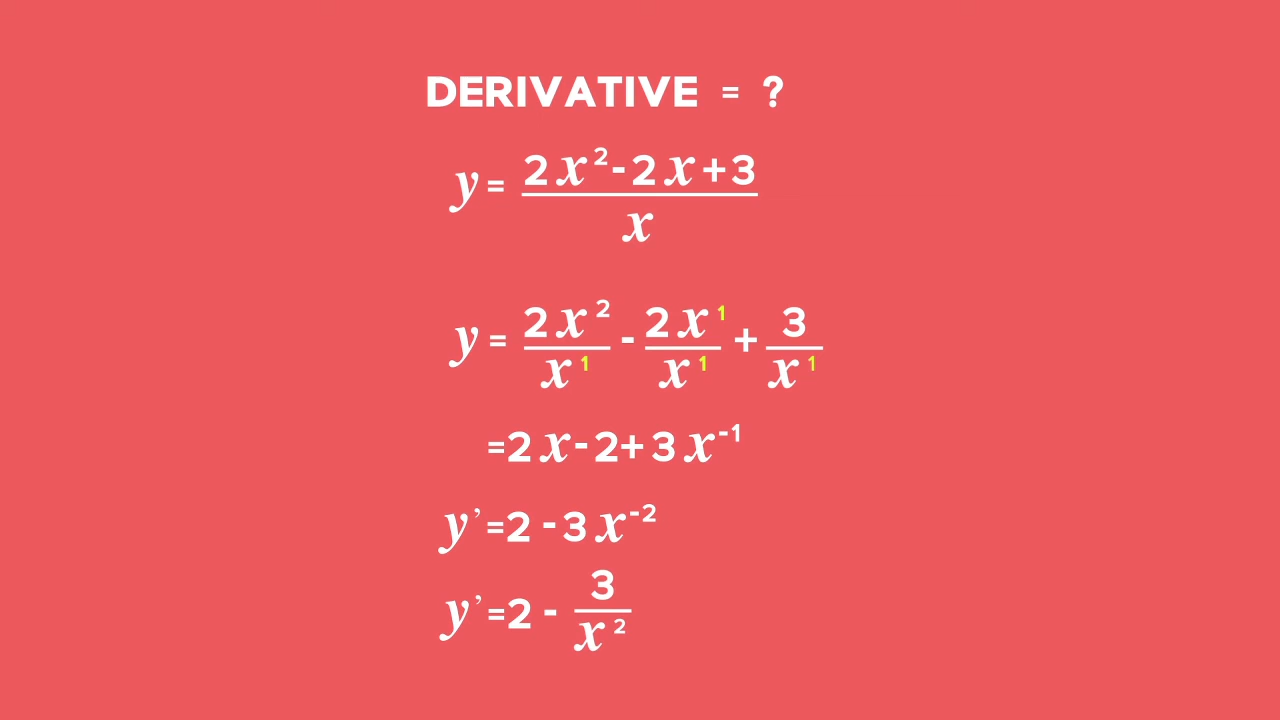 DERIVATIVE = ?
y = (2x² - 2x + 3) / x
y = 2x² / x¹ - 2x¹ / x¹ + 3 / x¹
=2x - 2 + 3x⁻¹
y’ =2 - 3x⁻²
y’ =2 - 3 / x²